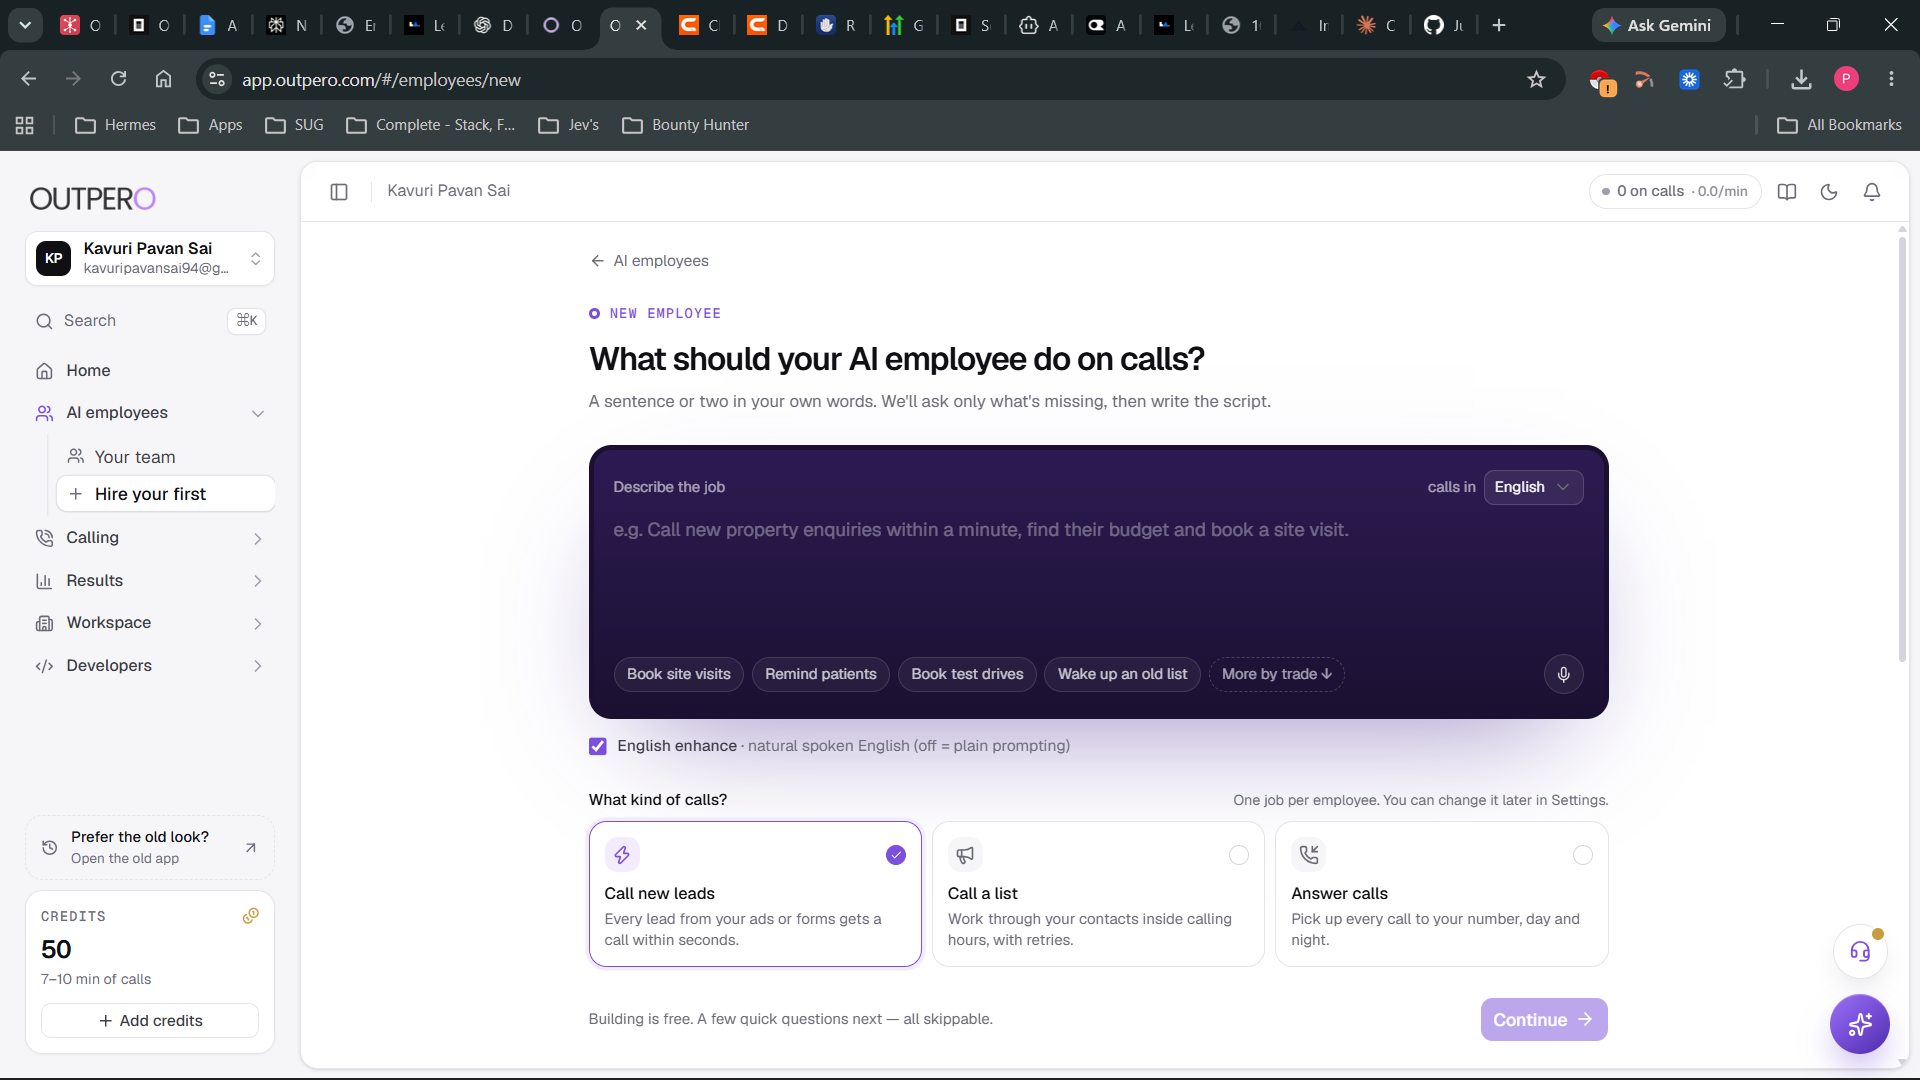 O
O
A
N
Er
Le
D
O
O
C
D
R
G
S
A
A
Le
1
Ir
C
Ju
Ask Gemini
app.outpero.com/#/employees/new
P
Hermes
Apps
SUG
Complete - Stack, F...
Jev's
Bounty Hunter
All Bookmarks
OUTPERO
KP
Kavuri Pavan Sai
kavuripavansai94@g...
Search
⌘K
Home
AI employees
Your team
Hire your first
Calling
Results
Workspace
Developers
Prefer the old look?
Open the old app
CREDITS
50
7–10 min of calls
+ Add credits
Kavuri Pavan Sai
0 on calls · 0.0/min
← AI employees
NEW EMPLOYEE
What should your AI employee do on calls?
A sentence or two in your own words. We'll ask only what's missing, then write the script.
Describe the job
calls in English
e.g. Call new property enquiries within a minute, find their budget and book a site visit.
Book site visits
Remind patients
Book test drives
Wake up an old list
More by trade ↓
English enhance · natural spoken English (off = plain prompting)
What kind of calls?
One job per employee. You can change it later in Settings.
Call new leads
Every lead from your ads or forms gets a
call within seconds.
Call a list
Work through your contacts inside calling
hours, with retries.
Answer calls
Pick up every call to your number, day and
night.
Building is free. A few quick questions next — all skippable.
Continue →